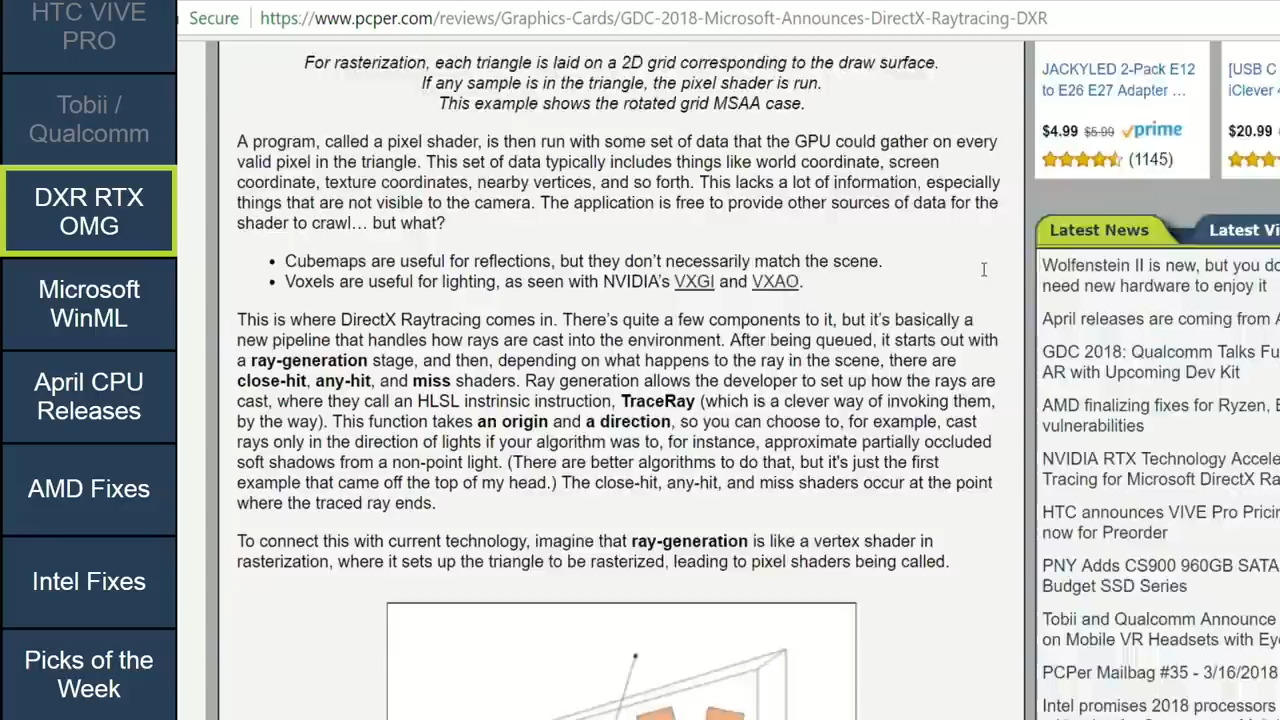 HTC VIVE
PRO
Tobii /
Qualcomm
DXR RTX
OMG
Microsoft
WinML
April CPU
Releases
AMD Fixes
Intel Fixes
Picks of the
Week
Secure
https://www.pcper.com/reviews/Graphics-Cards/GDC-2018-Microsoft-Announces-DirectX-Raytracing-DXR
For rasterization, each triangle is laid on a 2D grid corresponding to the draw surface.
If any sample is in the triangle, the pixel shader is run.
This example shows the rotated grid MSAA case.
A program, called a pixel shader, is then run with some set of data that the GPU could gather on every
valid pixel in the triangle. This set of data typically includes things like world coordinate, screen
coordinate, texture coordinates, nearby vertices, and so forth. This lacks a lot of information, especially
things that are not visible to the camera. The application is free to provide other sources of data for the
shader to crawl… but what?
• Cubemaps are useful for reflections, but they don’t necessarily match the scene.
• Voxels are useful for lighting, as seen with NVIDIA’s VXGI and VXAO.
This is where DirectX Raytracing comes in. There’s quite a few components to it, but it’s basically a
new pipeline that handles how rays are cast into the environment. After being queued, it starts out with
a ray-generation stage, and then, depending on what happens to the ray in the scene, there are
close-hit, any-hit, and miss shaders. Ray generation allows the developer to set up how the rays are
cast, where they call an HLSL instrinsic instruction, TraceRay (which is a clever way of invoking them,
by the way). This function takes an origin and a direction, so you can choose to, for example, cast
rays only in the direction of lights if your algorithm was to, for instance, approximate partially occluded
soft shadows from a non-point light. (There are better algorithms to do that, but it's just the first
example that came off the top of my head.) The close-hit, any-hit, and miss shaders occur at the point
where the traced ray ends.
To connect this with current technology, imagine that ray-generation is like a vertex shader in
rasterization, where it sets up the triangle to be rasterized, leading to pixel shaders being called.
JACKYLED 2-Pack E12
to E26 E27 Adapter ...
$4.99 $5.99 prime
(1145)
[USB C
iClever
$20.99
Latest News
Latest Vi
Wolfenstein II is new, but you do
need new hardware to enjoy it
April releases are coming from A
GDC 2018: Qualcomm Talks Fu
AR with Upcoming Dev Kit
AMD finalizing fixes for Ryzen, E
vulnerabilities
NVIDIA RTX Technology Accele
Tracing for Microsoft DirectX Ra
HTC announces VIVE Pro Pricin
now for Preorder
PNY Adds CS900 960GB SATA
Budget SSD Series
Tobii and Qualcomm Announce
on Mobile VR Headsets with Eye
PCPer Mailbag #35 - 3/16/2018
Intel promises 2018 processors